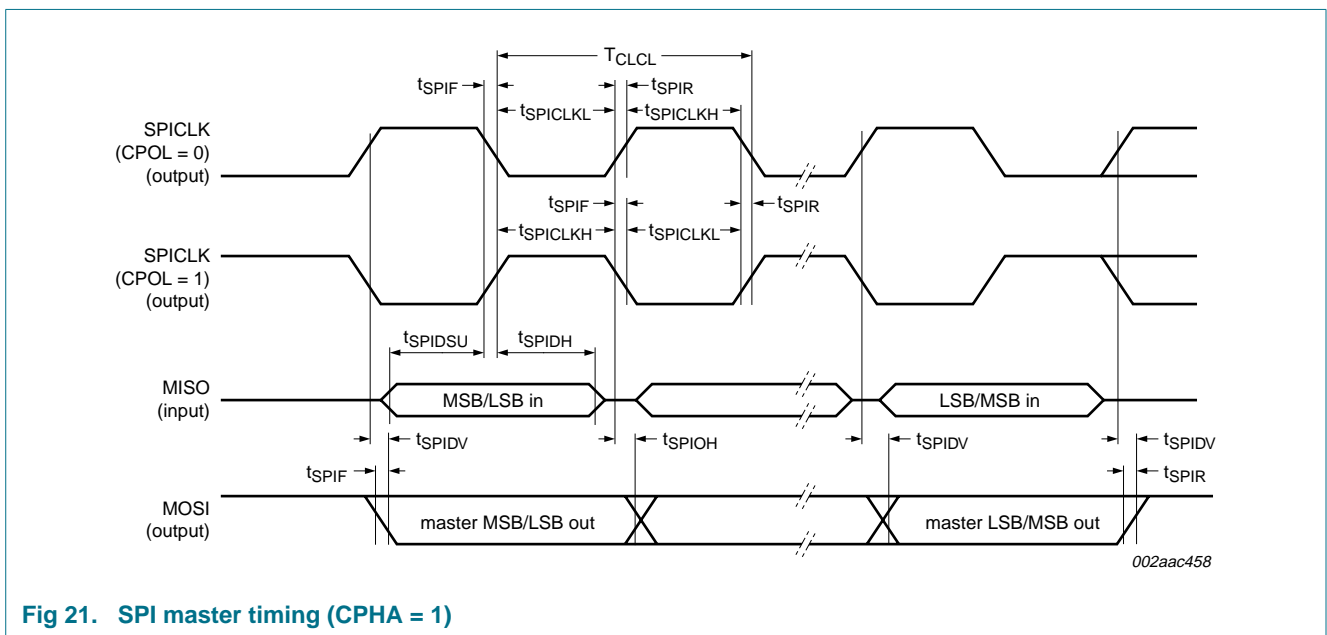 TCLCL
tSPIF
tSPIR
tSPICLKL
tSPICLKH
SPICLK
(CPOL = 0)
(output)
tSPIF
tSPIR
tSPICLKH
tSPICLKL
SPICLK
(CPOL = 1)
(output)
tSPIDSU
tSPIDH
MISO
(input)
MSB/LSB in
LSB/MSB in
tSPIDV
tSPIOH
tSPIDV
tSPIDV
tSPIF
tSPIR
MOSI
(output)
master MSB/LSB out
master LSB/MSB out
002aac458
Fig 21. SPI master timing (CPHA = 1)